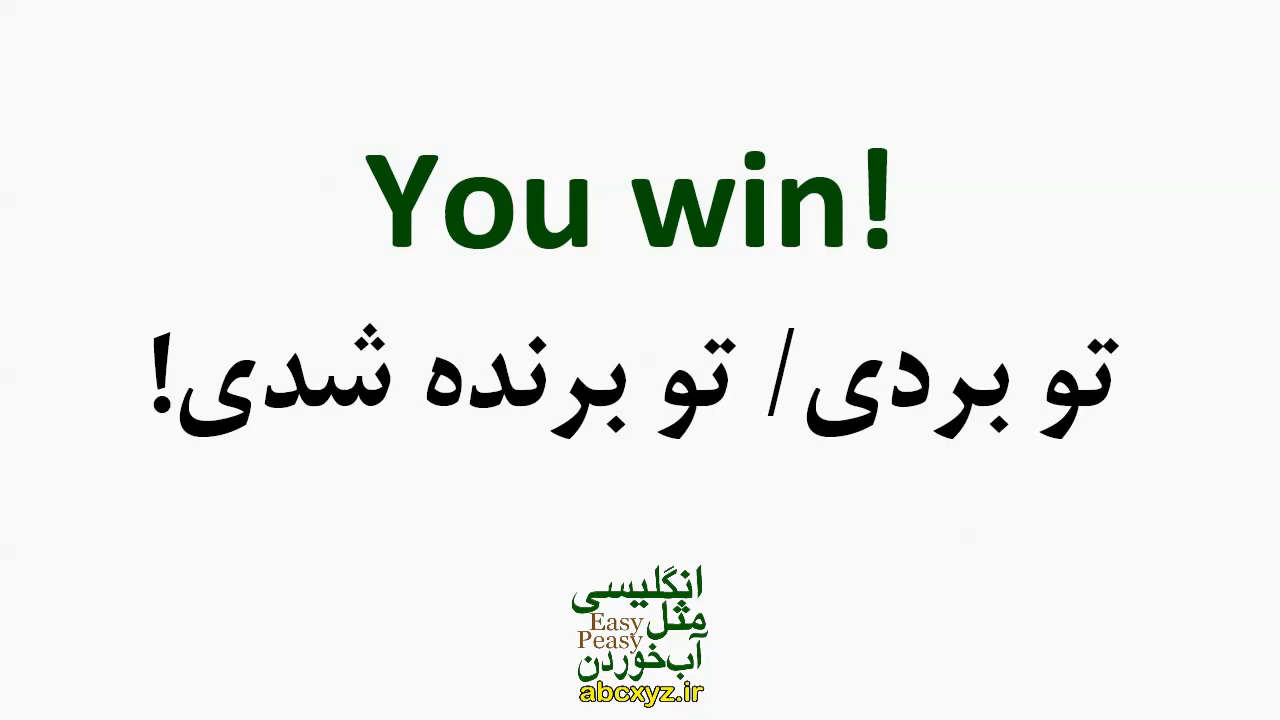 You win!
تو بردی/ تو برنده شدی!
انگلیسی
مثل Easy
Peasy
آب‌خوردن
abcxyz.ir